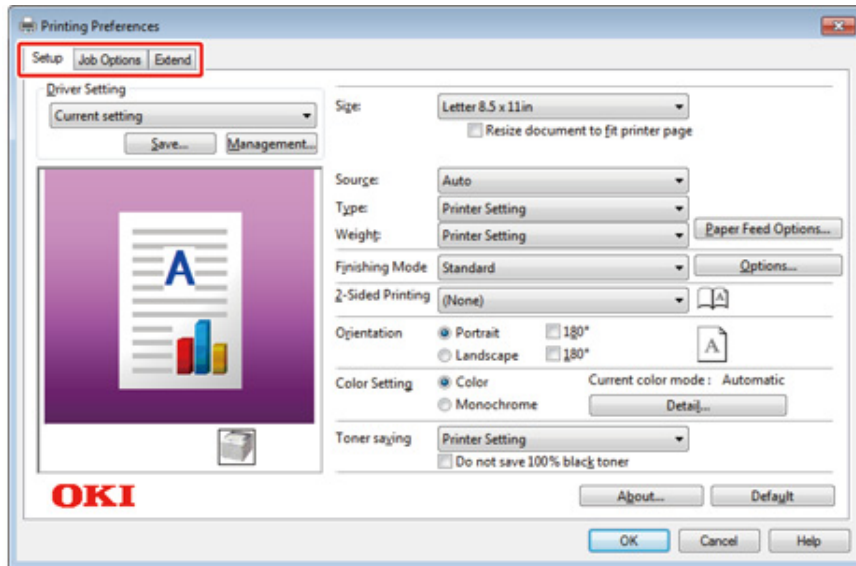 Printing Preferences
Setup Job Options Extend
Driver Setting
Current setting
Save... Management...
A
OKI
Size: Letter 8.5 x 11in
Resize document to fit printer page
Source: Auto
Type: Printer Setting
Weight: Printer Setting Paper Feed Options...
Finishing Mode Standard Options...
2-Sided Printing (None) A
Orientation Portrait 180°
Landscape 180°
A
Color Setting Color Current color mode : Automatic
Monochrome Detail...
Toner saving Printer Setting
Do not save 100% black toner
About... Default
OK Cancel Help